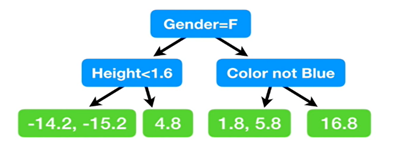 Gender=F
Height<1.6 Color not Blue
-14.2, -15.2 4.8 1.8, 5.8 16.8